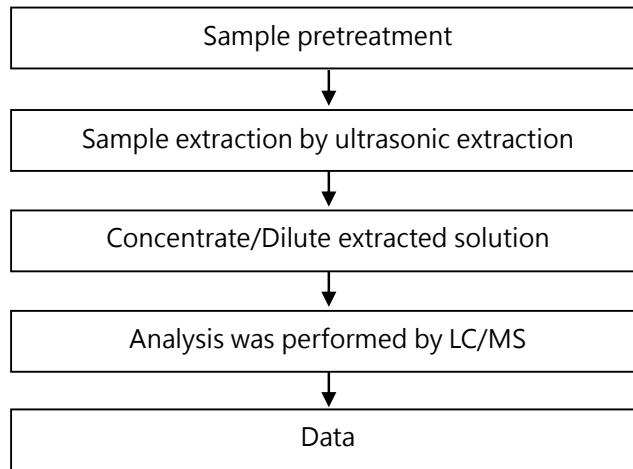 Sample pretreatment
Sample extraction by ultrasonic extraction
Concentrate/Dilute extracted solution
Analysis was performed by LC/MS
Data